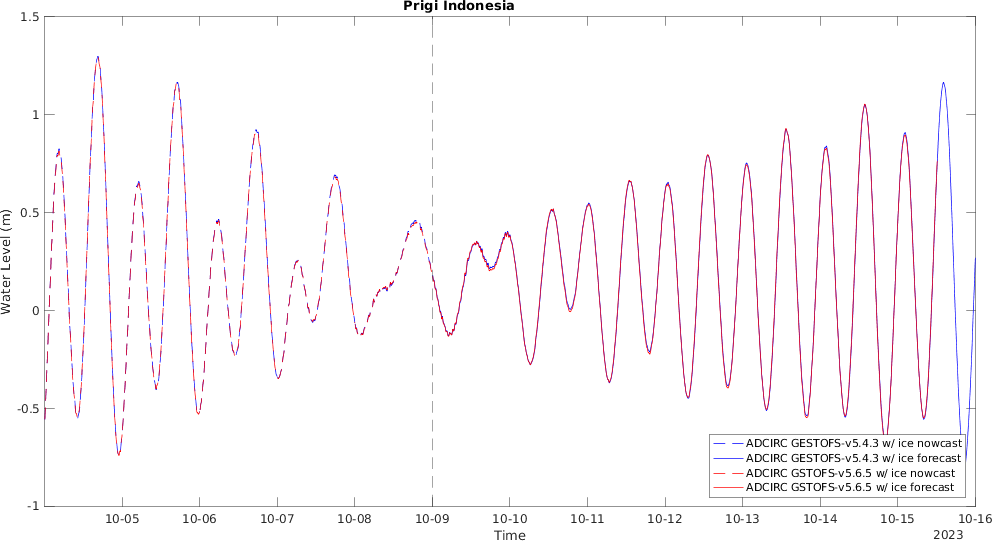 Prigi Indonesia
1.5
1
0.5
0
-0.5
-1
Water Level (m)
10-05 10-06 10-07 10-08 10-09 10-10 10-11 10-12 10-13 10-14 10-15 10-16
Time
2023
ADCIRC GESTOFS-v5.4.3 w/ ice nowcast
ADCIRC GESTOFS-v5.4.3 w/ ice forecast
ADCIRC GSTOFS-v5.6.5 w/ ice nowcast
ADCIRC GSTOFS-v5.6.5 w/ ice forecast